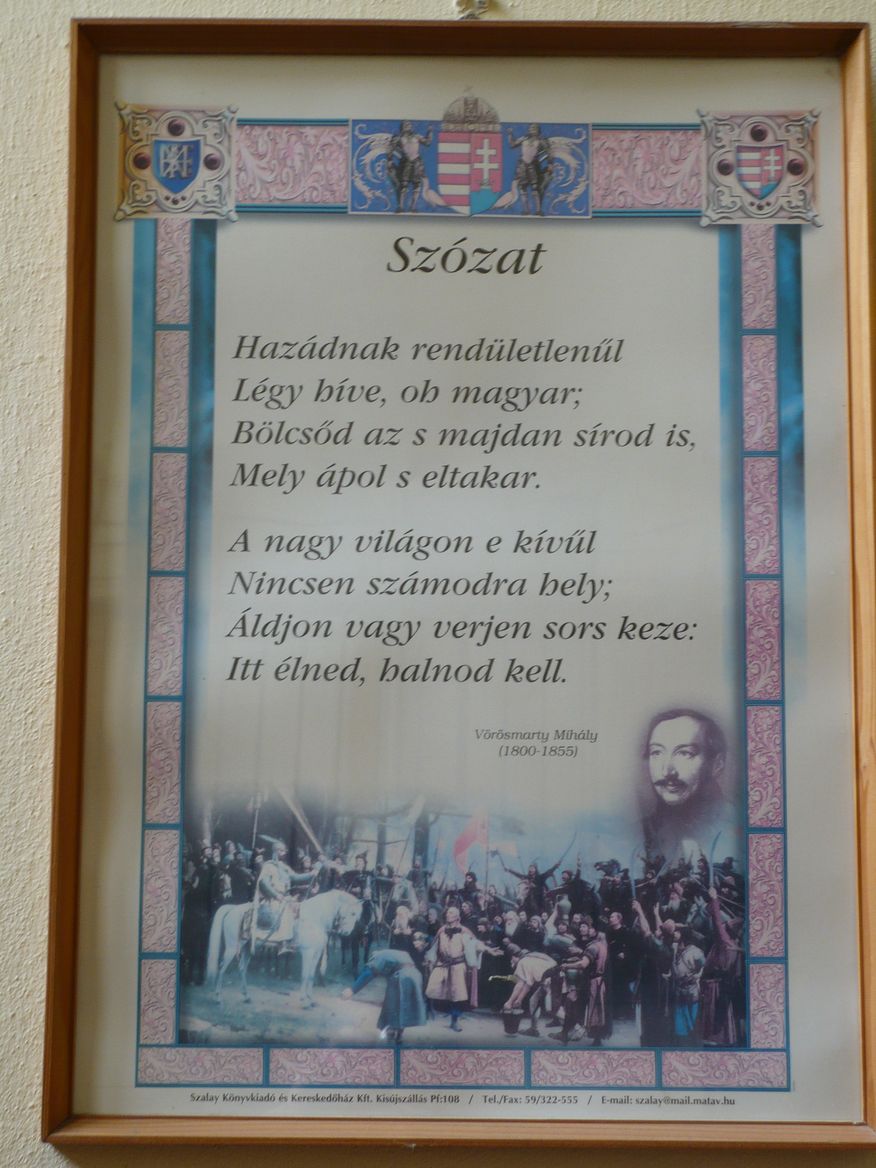 Szózat
Hazádnak rendületlenűl
Légy híve, oh magyar;
Bölcsőd az s majdan sírod is,
Mely ápol s eltakar.
A nagy világon e kívűl
Nincsen számodra hely;
Áldjon vagy verjen sors keze:
Itt élned, halnod kell.
Vörösmarty Mihály
(1800-1855)
Szalay Könyvkiadó és Kereskedőház Kft. Kisújszállás Pf:108 / Tel./Fax: 59/322-555 / E-mail: szalay@mail.matav.hu